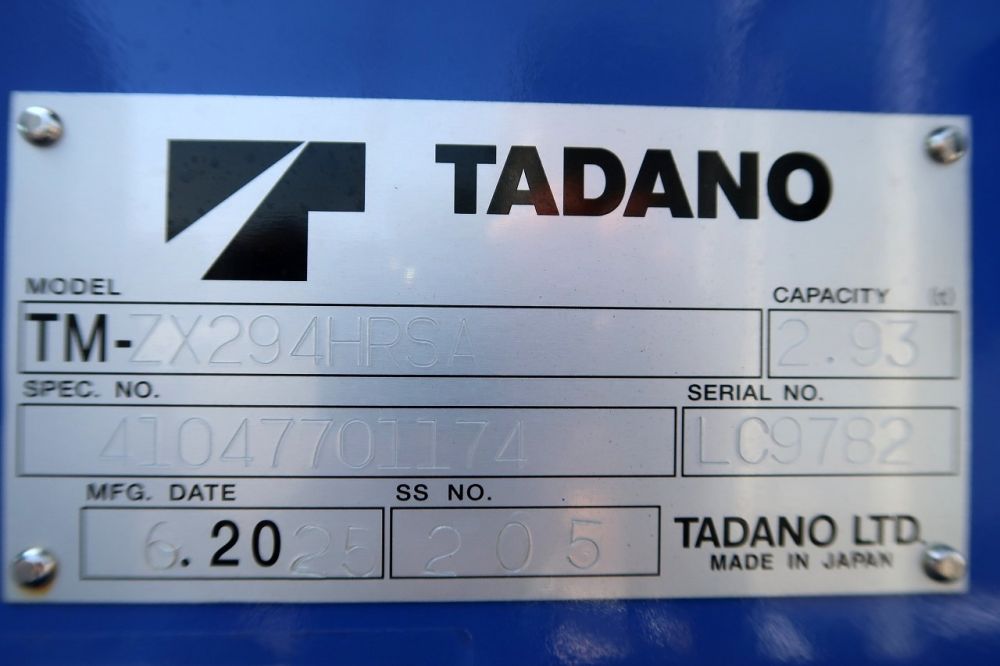 TADANO
MODEL
TM-ZX294HRSA
CAPACITY (t)
2.93
SPEC. NO.
41047701174
SERIAL NO.
LC9782
MFG. DATE
6.2025
SS NO.
205
TADANO LTD.
MADE IN JAPAN